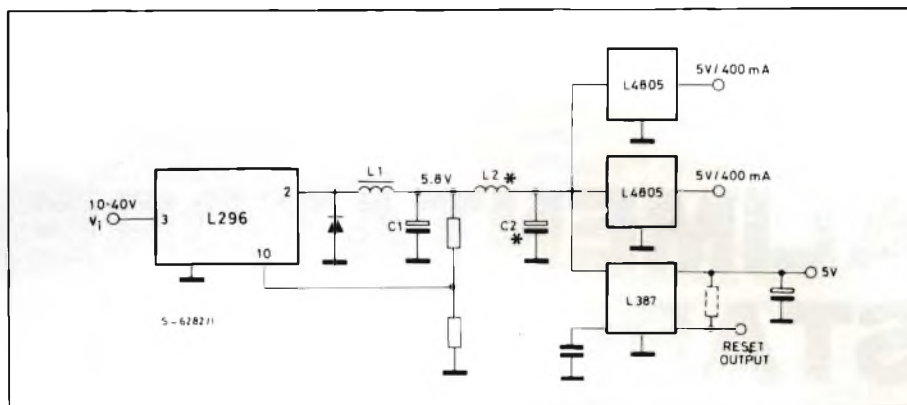 L4805
5V/400 mA
L1
5.8V
L2 *
10-40V
Vi
3
L296
2
10
C1
C2
*
L4805
5V/400 mA
L387
5V
RESET
OUTPUT
S-6282/1